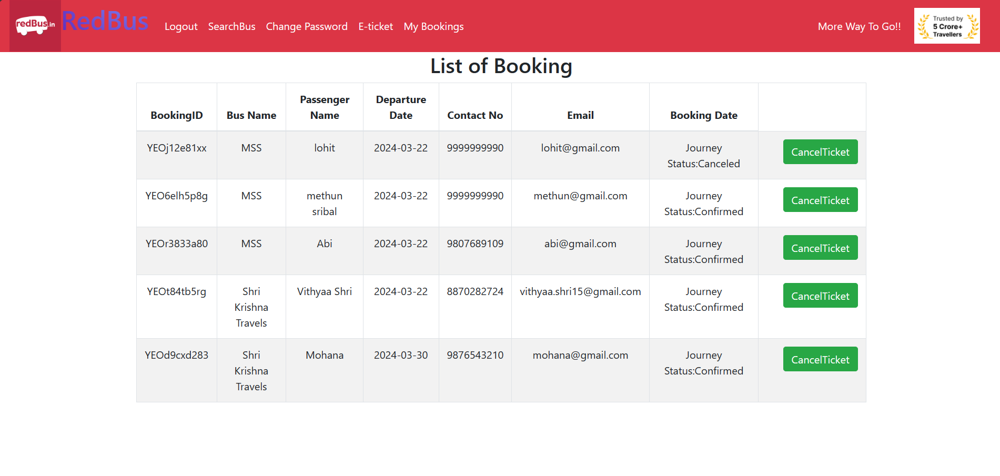 redBus.in RedBus Logout SearchBus Change Password E-ticket My Bookings More Way To Go!!
Trusted by
5 Crore+
Travellers
List of Booking
BookingID Bus Name Passenger Name Departure Date Contact No Email Booking Date
YEOj12e81xx MSS lohit 2024-03-22 9999999990 lohit@gmail.com Journey Status:Canceled CancelTicket
YEO6elh5p8g MSS methun sribal 2024-03-22 9999999990 methun@gmail.com Journey Status:Confirmed CancelTicket
YEOr3833a80 MSS Abi 2024-03-22 9807689109 abi@gmail.com Journey Status:Confirmed CancelTicket
YEOt84tb5rg Shri Krishna Travels Vithyaa Shri 2024-03-22 8870282724 vithyaa.shri15@gmail.com Journey Status:Confirmed CancelTicket
YEOd9cxd283 Shri Krishna Travels Mohana 2024-03-30 9876543210 mohana@gmail.com Journey Status:Confirmed CancelTicket